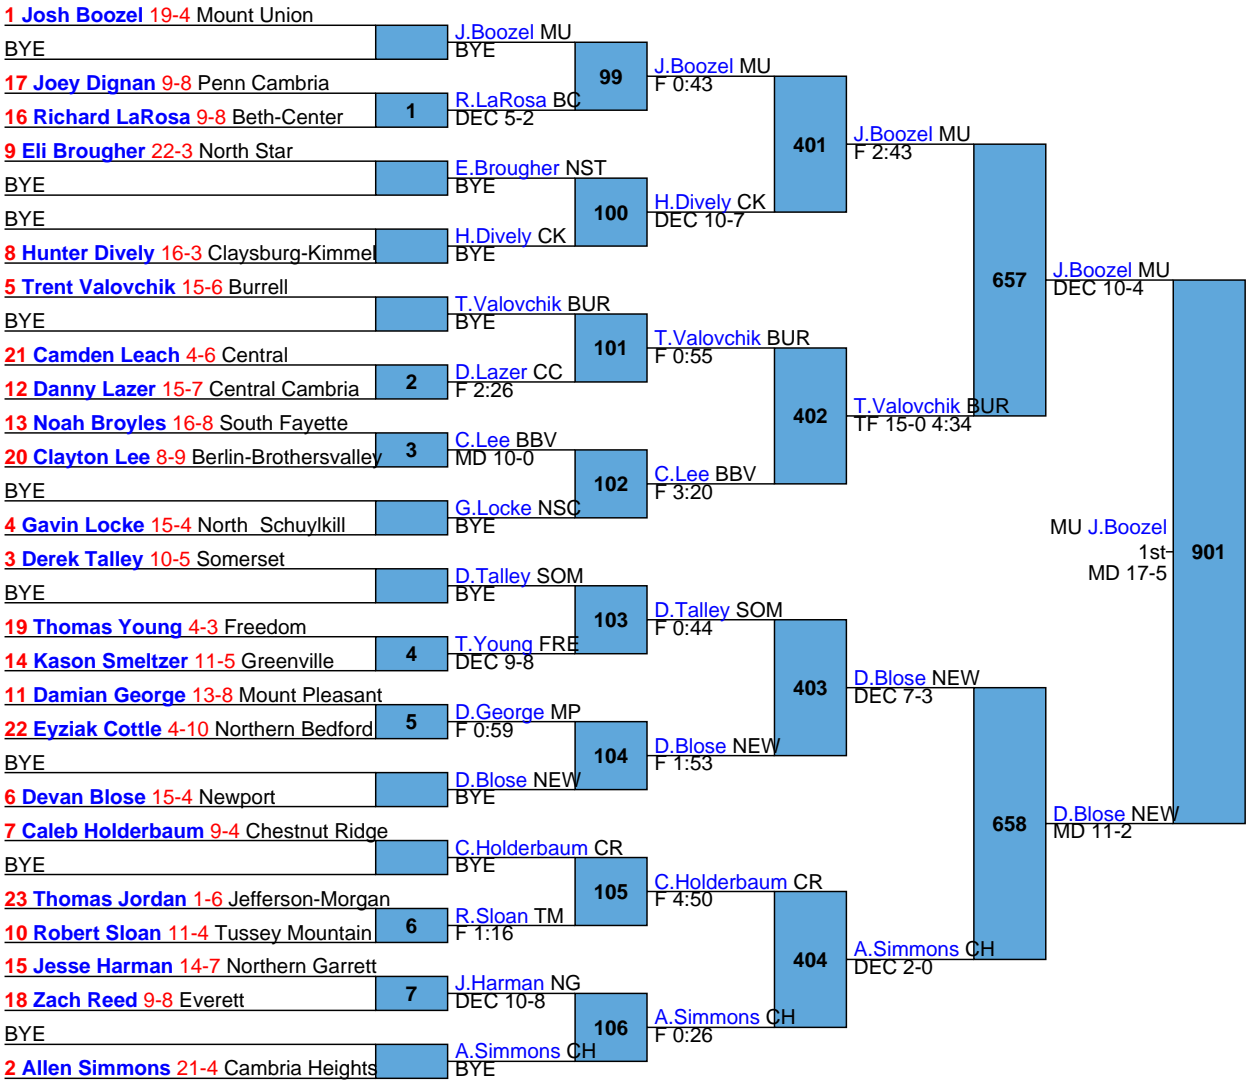 1 Josh Boozel 19-4 Mount Union
BYE
17 Joey Dignan 9-8 Penn Cambria
16 Richard LaRosa 9-8 Beth-Center
9 Eli Brougher 22-3 North Star
BYE
BYE
8 Hunter Dively 16-3 Claysburg-Kimmel
5 Trent Valovchik 15-6 Burrell
BYE
21 Camden Leach 4-6 Central
12 Danny Lazer 15-7 Central Cambria
13 Noah Broyles 16-8 South Fayette
20 Clayton Lee 8-9 Berlin-Brothersvalley
BYE
4 Gavin Locke 15-4 North Schuylkill
3 Derek Talley 10-5 Somerset
BYE
19 Thomas Young 4-3 Freedom
14 Kason Smeltzer 11-5 Greenville
11 Damian George 13-8 Mount Pleasant
22 Eyziak Cottle 4-10 Northern Bedford
BYE
6 Devan Blose 15-4 Newport
7 Caleb Holderbaum 9-4 Chestnut Ridge
BYE
23 Thomas Jordan 1-6 Jefferson-Morgan
10 Robert Sloan 11-4 Tussey Mountain
15 Jesse Harman 14-7 Northern Garrett
18 Zach Reed 9-8 Everett
BYE
2 Allen Simmons 21-4 Cambria Heights
1
2
3
4
5
6
7
J.Boozel MU
BYE
R.LaRosa BC
DEC 5-2
E.Brougher NST
BYE
H.Dively CK
BYE
T.Valovchik BUR
BYE
D.Lazer CC
F 2:26
C.Lee BBV
MD 10-0
G.Locke NSC
BYE
D.Talley SOM
BYE
T.Young FRE
DEC 9-8
D.George MP
F 0:59
D.Blose NEW
BYE
C.Holderbaum CR
BYE
R.Sloan TM
F 1:16
J.Harman NG
DEC 10-8
A.Simmons CH
BYE
99
100
101
102
103
104
105
106
J.Boozel MU
F 0:43
H.Dively CK
DEC 10-7
T.Valovchik BUR
F 0:55
C.Lee BBV
F 3:20
D.Talley SOM
F 0:44
D.Blose NEW
F 1:53
C.Holderbaum CR
F 4:50
A.Simmons CH
F 0:26
401
402
403
404
J.Boozel MU
F 2:43
T.Valovchik BUR
TF 15-0 4:34
D.Blose NEW
DEC 7-3
A.Simmons CH
DEC 2-0
657
658
J.Boozel MU
DEC 10-4
D.Blose NEW
MD 11-2
MU J.Boozel
1st
MD 17-5
901